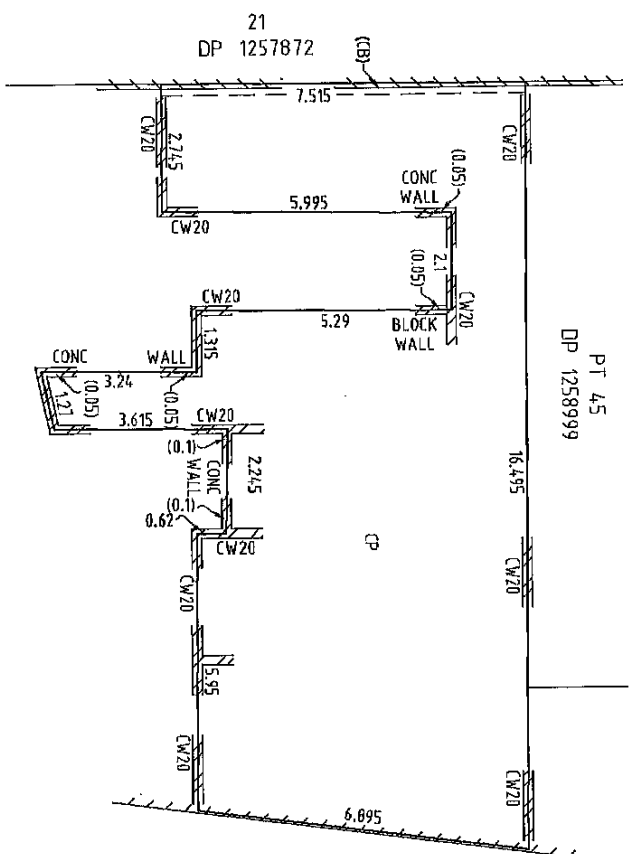 21
DP 1257872
(CB)
7.515
CW20
2.745
CW20
CONC
WALL
(0.05)
5.995
CW20
2.1
(0.05)
CW20
CW20
5.29
BLOCK
WALL
1.315
PT 45
DP 1258999
CONC
WALL
3.24
(0.05)
(0.05)
1.27
3.615
CW20
(0.1)
CONC
WALL
2.245
16.495
(0.1)
0.62
CW20
CP
CW20
CW20
5.95
CW20
CW20
6.895